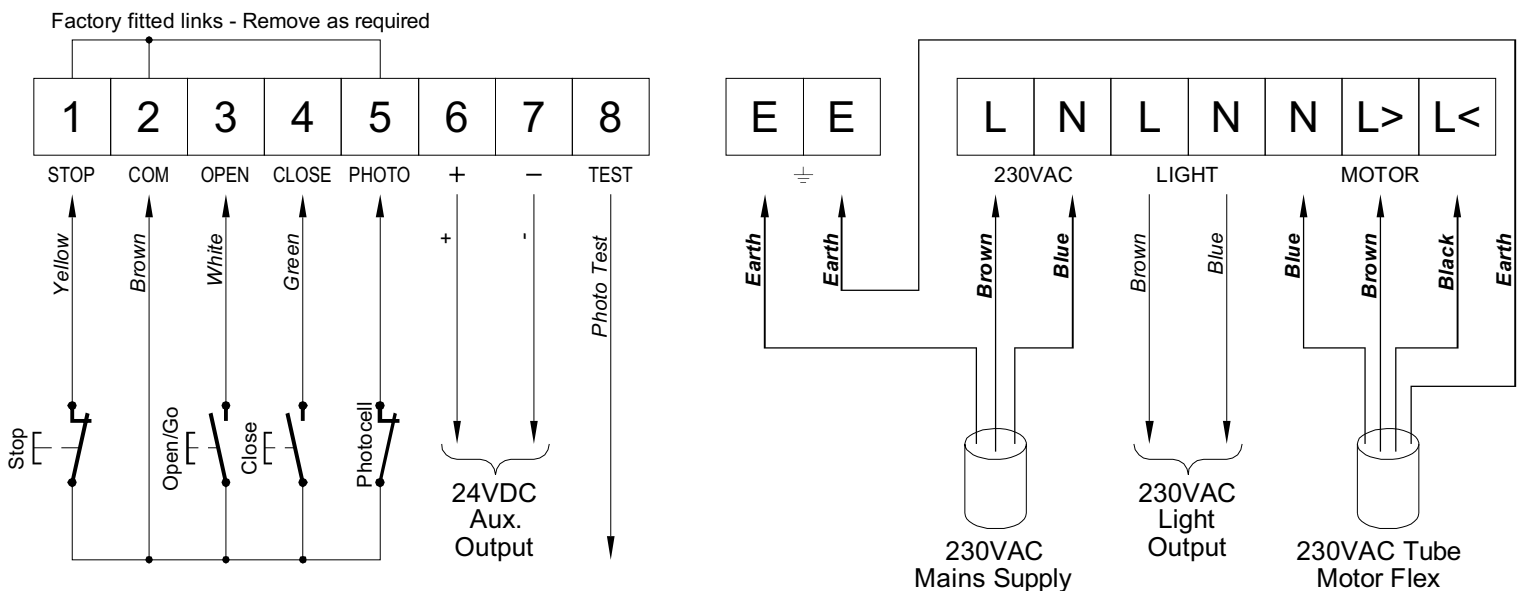 Factory fitted links - Remove as required
1 2 3 4 5 6 7 8
STOP COM OPEN CLOSE PHOTO + − TEST
Yellow
Brown
White
Green
+
-
Photo Test
Stop
Open/Go
Close
Photocell
24VDC
Aux.
Output
E E L N L N N L> L<
230VAC LIGHT MOTOR
Earth
Earth
Brown
Blue
Brown
Blue
Blue
Brown
Black
Earth
230VAC
Mains Supply
230VAC
Light
Output
230VAC Tube
Motor Flex